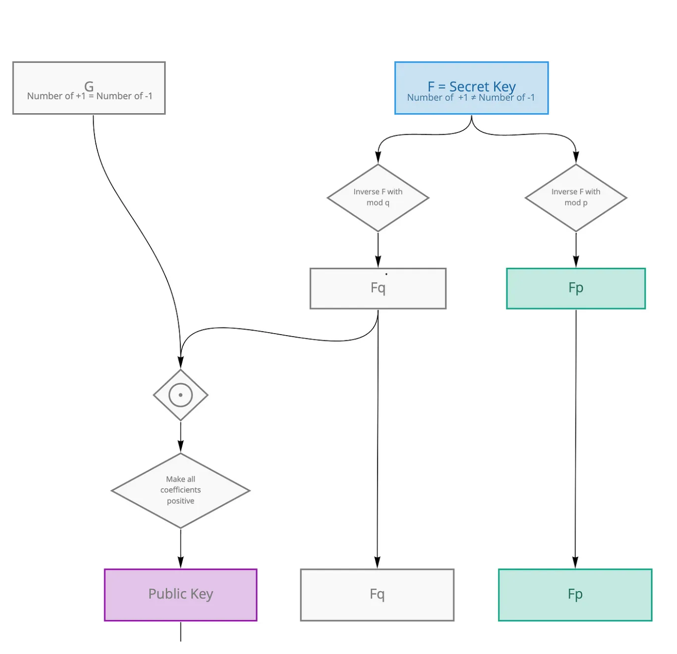 G
Number of +1 = Number of -1
F = Secret Key
Number of  +1 ≠ Number of -1
Inverse F with
mod q
Inverse F with
mod p
Fq
Fp
Make all
coefficients
positive
Public Key
Fq
Fp